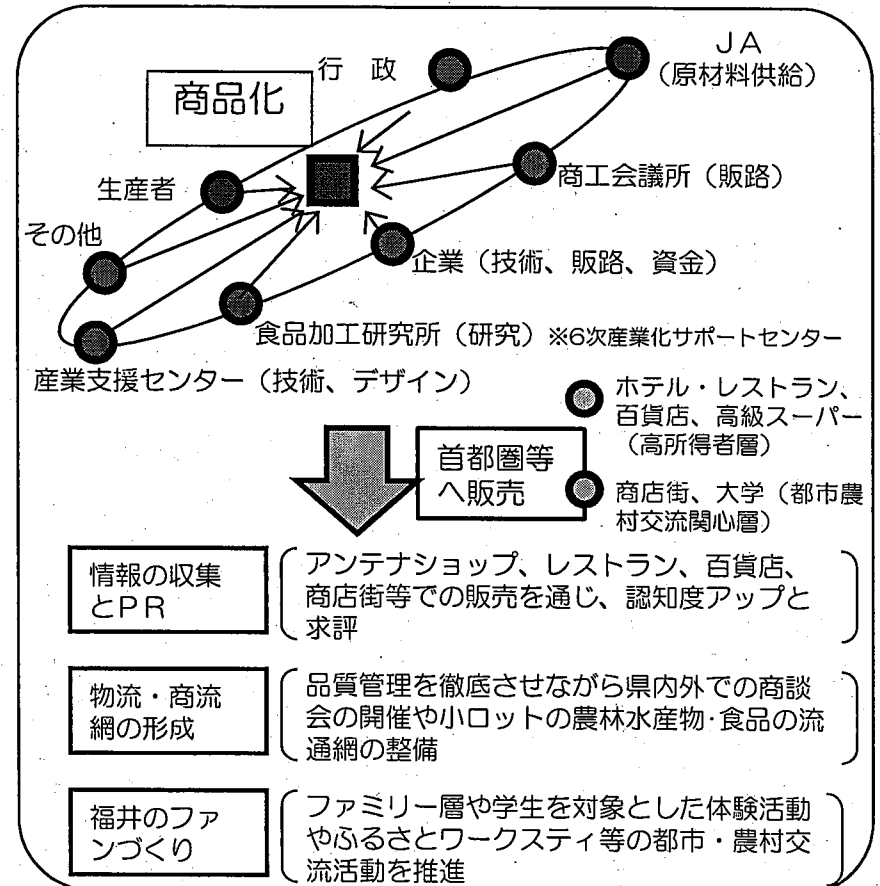 行　政
ＪＡ
（原材料供給）
商品化
商工会議所（販路）
生産者
その他
企業（技術、販路、資金）
食品加工研究所（研究）※6次産業化サポートセンター
産業支援センター（技術、デザイン）
ホテル・レストラン、
百貨店、高級スーパー
（高所得者層）
首都圏等
へ販売
商店街、大学（都市農
村交流関心層）
情報の収集
とＰＲ
アンテナショップ、レストラン、百貨店、
商店街等での販売を通じ、認知度アップと
求評
物流・商流
網の形成
品質管理を徹底させながら県内外での商談
会の開催や小ロットの農林水産物･食品の流
通網の整備
福井のファ
ンづくり
ファミリー層や学生を対象とした体験活動
やふるさとワークスティ等の都市・農村交
流活動を推進